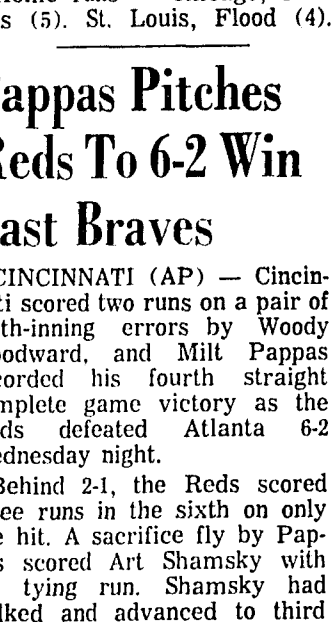 s (5). St. Louis, Flood (4).
appas Pitches
eds To 6-2 Win
ast Braves
CINCINNATI (AP) — Cincin-
ti scored two runs on a pair of
th-inning errors by Woody
odward, and Milt Pappas
orded his fourth straight
mplete game victory as the
ds defeated Atlanta 6-2
ednesday night.
Behind 2-1, the Reds scored
ee runs in the sixth on only
e hit. A sacrifice fly by Pap-
s scored Art Shamsky with
tying run. Shamsky had
lked and advanced to third